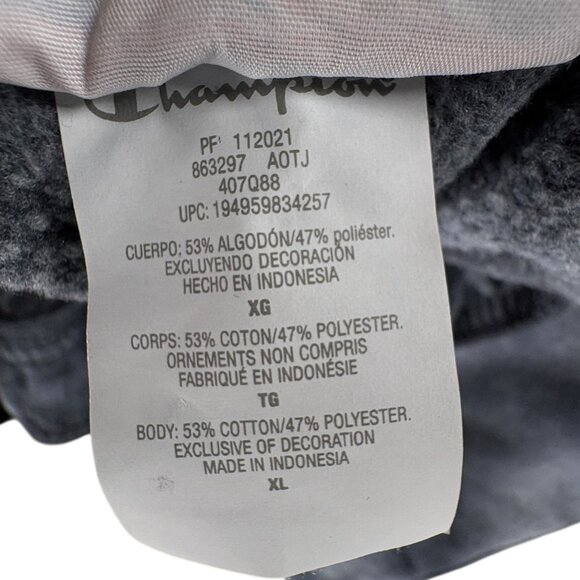 Champion
PF 112021
863297 AOTJ
407Q88
UPC: 194959834257
CUERPO: 53% ALGODÓN/47% poliéster.
EXCLUYENDO DECORACIÓN
HECHO EN INDONESIA
XG
CORPS: 53% COTON/47% POLYESTER.
ORNEMENTS NON COMPRIS
FABRIQUÉ EN INDONÉSIE
TG
BODY: 53% COTTON/47% POLYESTER.
EXCLUSIVE OF DECORATION
MADE IN INDONESIA
XL